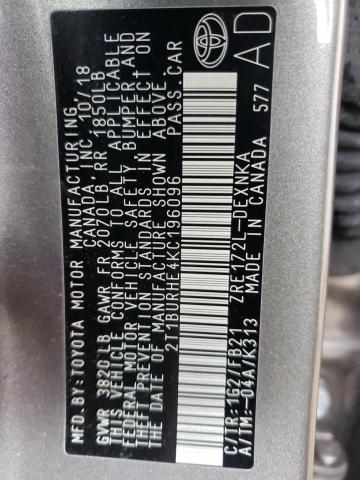 MFD. BY: TOYOTA MOTOR MANUFACTURING
CANADA, INC. 10/18
GVWR 3820LB GAWR FR 2020LB RR 1850LB
THIS VEHICLE CONFORMS TO ALL APPLICABLE
FEDERAL MOTOR VEHICLE SAFETY, BUMPER, AND
THEFT PREVENTION STANDARDS IN EFFECT ON
THE DATE OF MANUFACTURE SHOWN ABOVE.
2T1BURHE4KC196096 PASS. CAR
C/TR: 1G2/FB21 ZRE172L-DEXNKA
A/TM: -04A/K313 MADE IN CANADA 577
AD